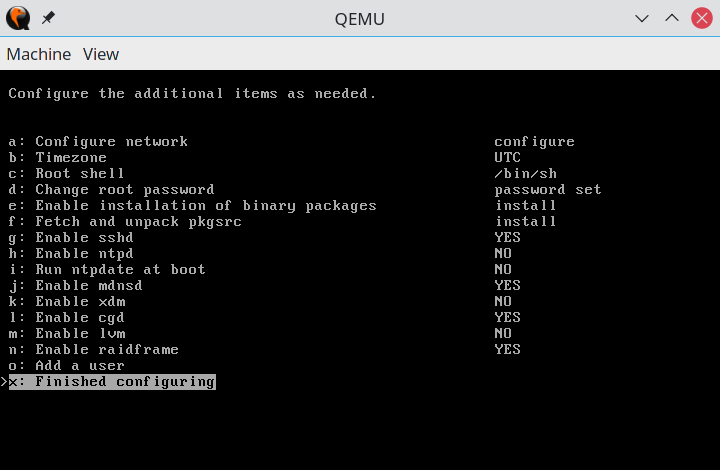 QEMU
Machine View
Configure the additional items as needed.
a: Configure network configure
b: Timezone UTC
c: Root shell /bin/sh
d: Change root password password set
e: Enable installation of binary packages install
f: Fetch and unpack pkgsrc install
g: Enable sshd YES
h: Enable ntpd NO
i: Run ntpdate at boot NO
j: Enable mdnsd YES
k: Enable xdm NO
l: Enable cgd YES
m: Enable lvm NO
n: Enable raidframe YES
o: Add a user
>x: Finished configuring